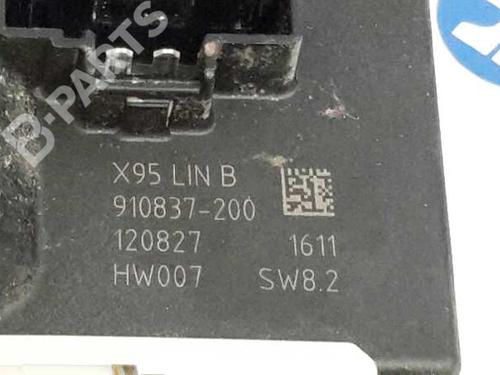 B-PARTS
X95 LIN B
910837-200
120827 1611
HW007 SW8.2